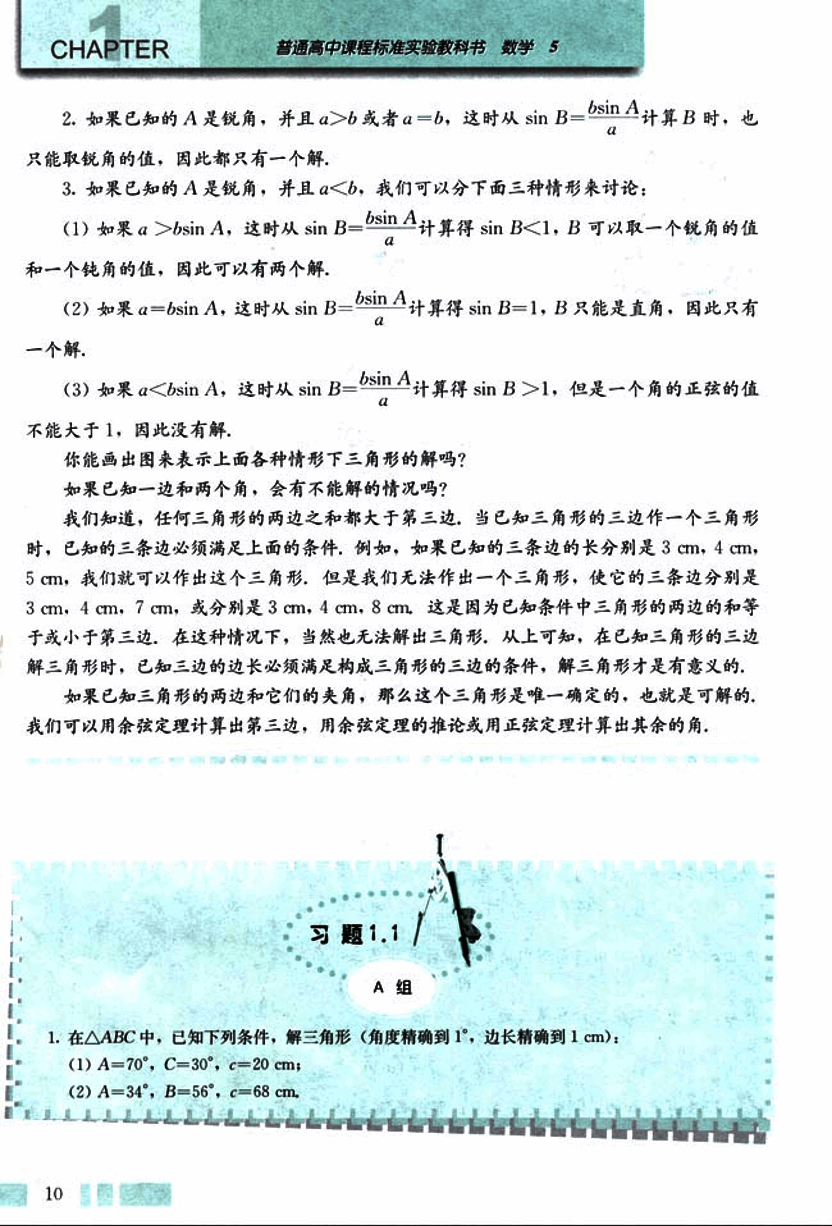 1
CHAPTER
普通高中课程标准实验教科书 数学 5
2. 如果已知的 A 是锐角，并且 a>b 或者 a=b，这时从 sin B=\frac{bsin A}{a}计算 B 时，也
只能取锐角的值，因此都只有一个解.
3. 如果已知的 A 是锐角，并且 a<b，我们可以分下面三种情形来讨论：
(1) 如果 a >bsin A，这时从 sin B=\frac{bsin A}{a}计算得 sin B<1，B 可以取一个锐角的值
和一个钝角的值，因此可以有两个解.
(2) 如果 a=bsin A，这时从 sin B=\frac{bsin A}{a}计算得 sin B=1，B 只能是直角，因此只有
一个解.
(3) 如果 a<bsin A，这时从 sin B=\frac{bsin A}{a}计算得 sin B >1，但是一个角的正弦的值
不能大于 1，因此没有解.
你能画出图来表示上面各种情形下三角形的解吗？
如果已知一边和两个角，会有不能解的情况吗？
我们知道，任何三角形的两边之和都大于第三边. 当已知三角形的三边作一个三角形
时，已知的三条边必须满足上面的条件. 例如，如果已知的三条边的长分别是 3 cm，4 cm，
5 cm，我们就可以作出这个三角形. 但是我们无法作出一个三角形，使它的三条边分别是
3 cm，4 cm，7 cm，或分别是 3 cm，4 cm，8 cm. 这是因为已知条件中三角形的两边的和等
于或小于第三边. 在这种情况下，当然也无法解出三角形. 从上可知，在已知三角形的三边
解三角形时，已知三边的边长必须满足构成三角形的三边的条件，解三角形才是有意义的.
如果已知三角形的两边和它们的夹角，那么这个三角形是唯一确定的，也就是可解的.
我们可以用余弦定理计算出第三边，用余弦定理的推论或用正弦定理计算出其余的角.
习 题1.1
A 组
1. 在△ABC 中，已知下列条件，解三角形（角度精确到 1°，边长精确到 1 cm）：
(1) A=70°，C=30°，c=20 cm；
(2) A=34°，B=56°，c=68 cm.
10